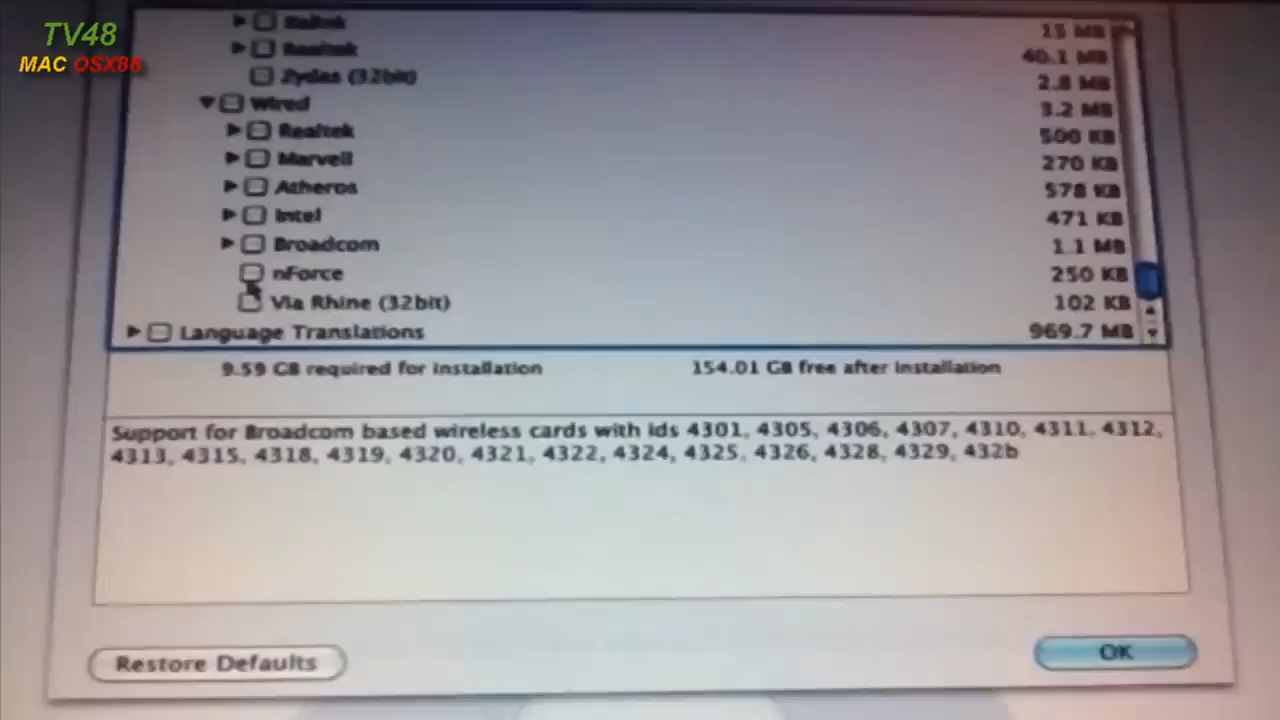 TV48
MAC OSX86
Ralink 15 MB
Realtek 40.1 MB
Zydas (32bit) 2.8 MB
Wired 3.2 MB
Realtek 500 KB
Marvell 270 KB
Atheros 578 KB
Intel 471 KB
Broadcom 1.1 MB
nForce 250 KB
Via Rhine (32bit) 102 KB
Language Translations 969.7 MB
9.59 GB required for installation 154.01 GB free after installation
Support for Broadcom based wireless cards with ids 4301, 4305, 4306, 4307, 4310, 4311, 4312,
4313, 4315, 4318, 4319, 4320, 4321, 4322, 4324, 4325, 4326, 4328, 4329, 432b
Restore Defaults OK